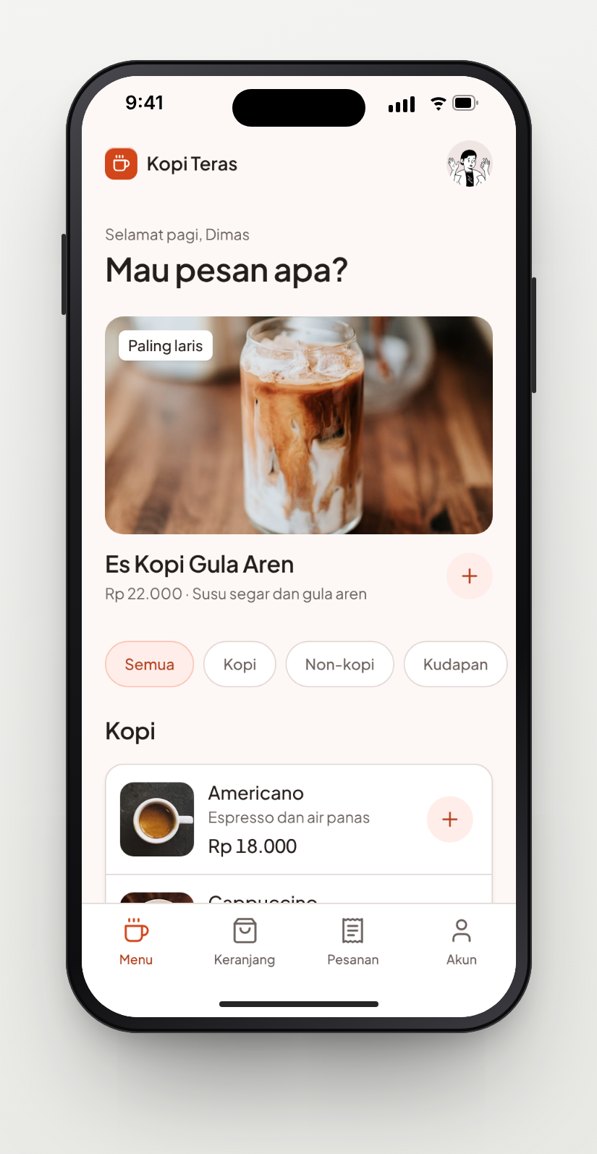 9:41
Kopi Teras
Selamat pagi, Dimas
Mau pesan apa?
Paling laris
Es Kopi Gula Aren
Rp 22.000 · Susu segar dan gula aren
Semua
Kopi
Non-kopi
Kudapan
Kopi
Americano
Espresso dan air panas
Rp 18.000
Cappuccino
Menu
Keranjang
Pesanan
Akun